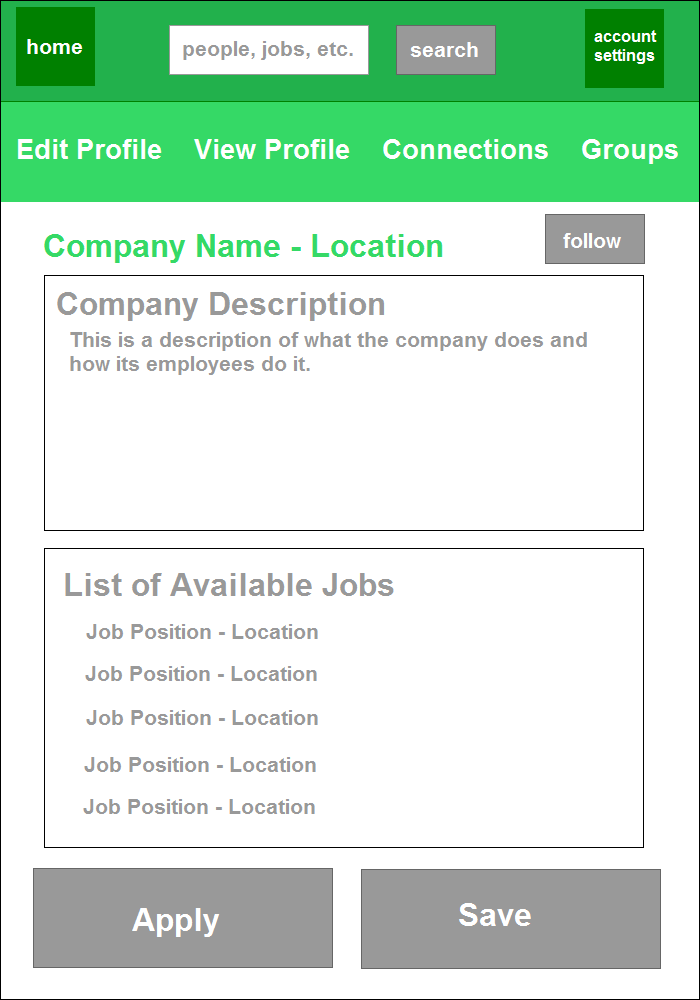 home
people, jobs, etc.
search
account
settings
Edit Profile
View Profile
Connections
Groups
Company Name - Location
follow
Company Description
This is a description of what the company does and
how its employees do it.
List of Available Jobs
Job Position - Location
Job Position - Location
Job Position - Location
Job Position - Location
Job Position - Location
Apply
Save